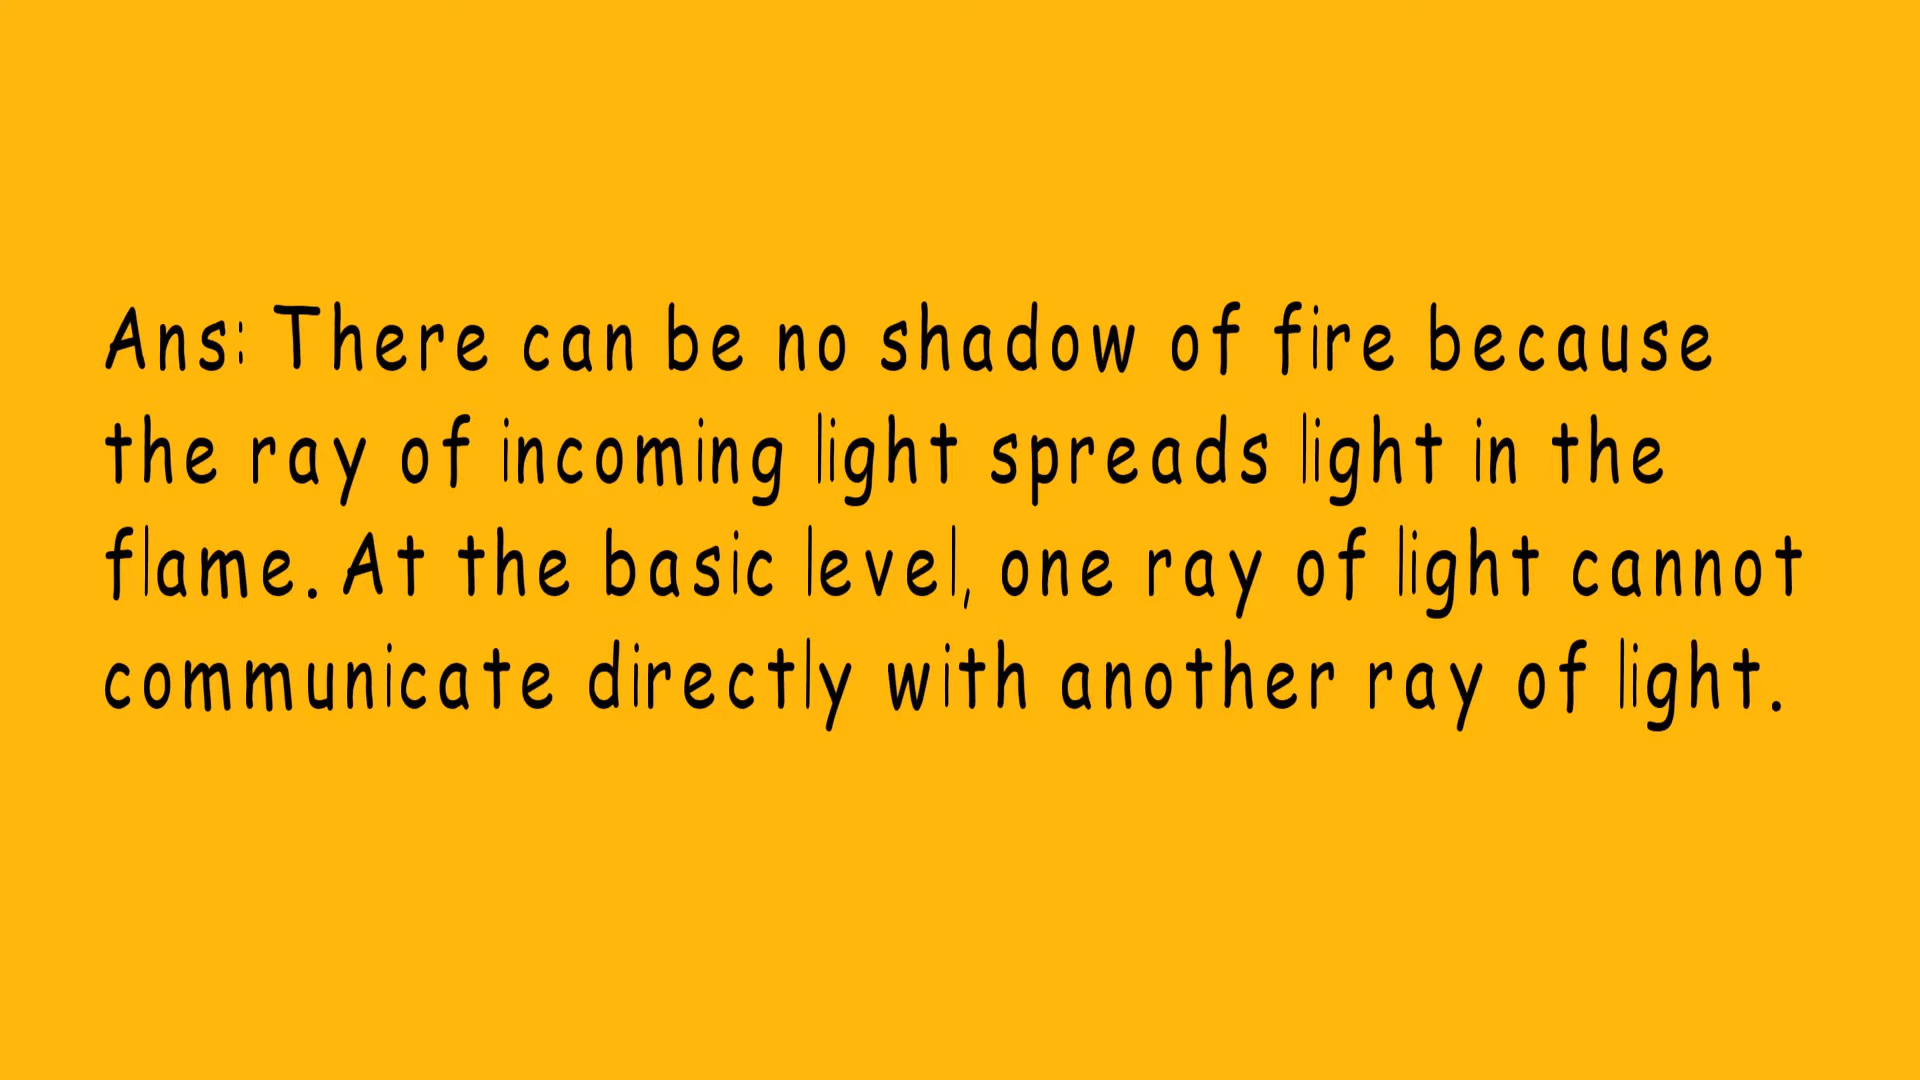 Ans: There can be no shadow of fire because
the ray of incoming light spreads light in the
flame. At the basic level, one ray of light cannot
communicate directly with another ray of light.